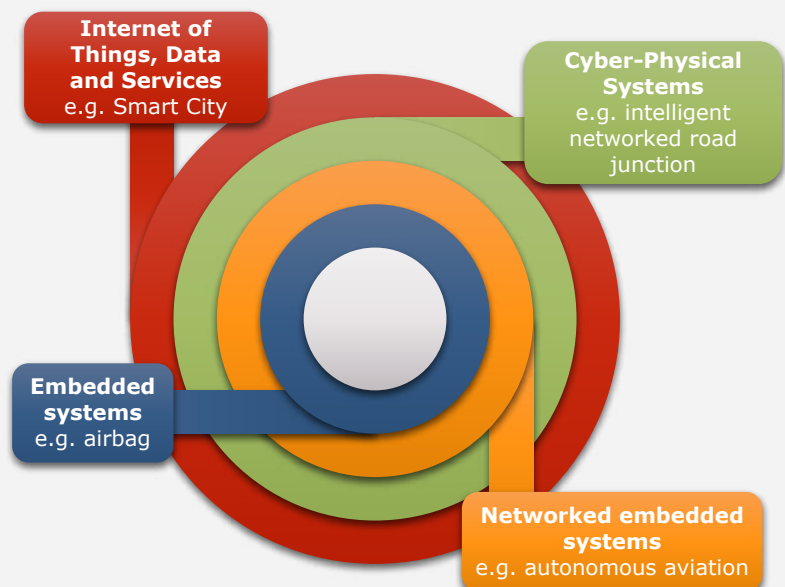 Internet of
Things, Data
and Services
e.g. Smart City
Cyber-Physical
Systems
e.g. intelligent
networked road
junction
Embedded
systems
e.g. airbag
Networked embedded
systems
e.g. autonomous aviation